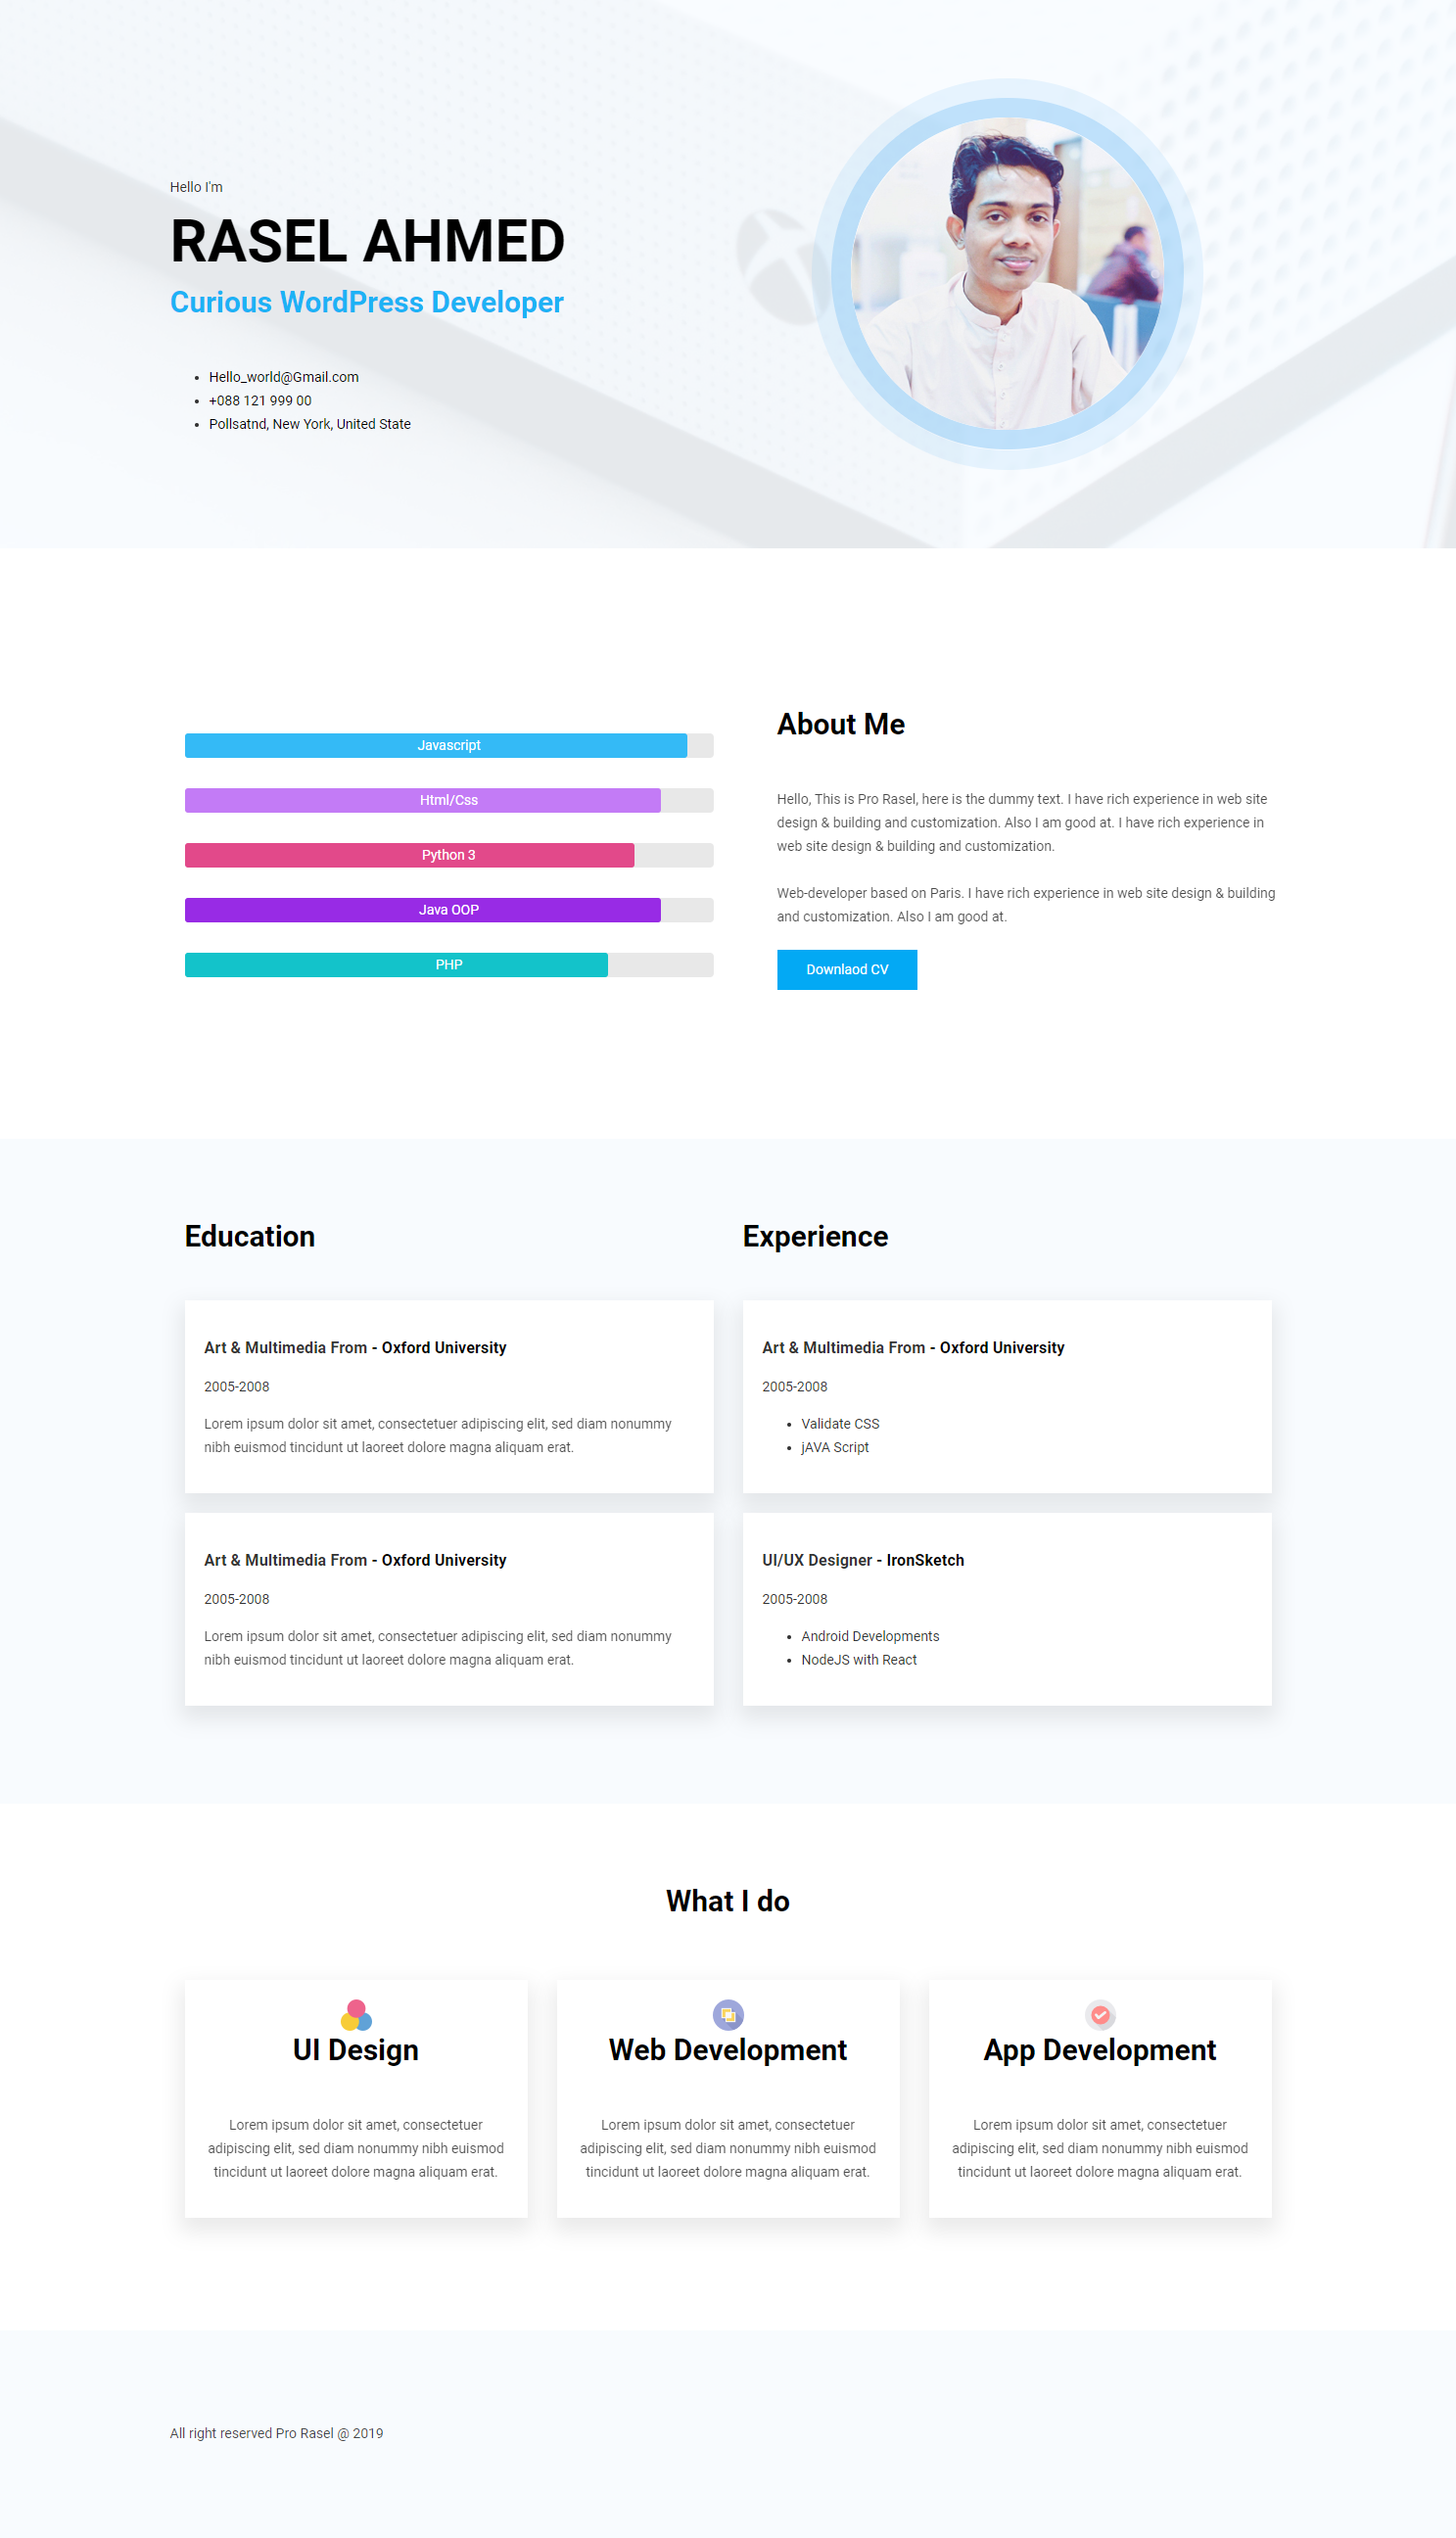 Hello I'm
RASEL AHMED
Curious WordPress Developer
Hello_world@Gmail.com
+088 121 999 00
Pollsatnd, New York, United State
Javascript
Html/Css
Python 3
Java OOP
PHP
About Me
Hello, This is Pro Rasel, here is the dummy text. I have rich experience in web site
design & building and customization. Also I am good at. I have rich experience in
web site design & building and customization.
Web-developer based on Paris. I have rich experience in web site design & building
and customization. Also I am good at.
Downlaod CV
Education
Art & Multimedia From - Oxford University
2005-2008
Lorem ipsum dolor sit amet, consectetuer adipiscing elit, sed diam nonummy
nibh euismod tincidunt ut laoreet dolore magna aliquam erat.
Art & Multimedia From - Oxford University
2005-2008
Lorem ipsum dolor sit amet, consectetuer adipiscing elit, sed diam nonummy
nibh euismod tincidunt ut laoreet dolore magna aliquam erat.
Experience
Art & Multimedia From - Oxford University
2005-2008
Validate CSS
jAVA Script
UI/UX Designer - IronSketch
2005-2008
Android Developments
NodeJS with React
What I do
UI Design
Lorem ipsum dolor sit amet, consectetuer
adipiscing elit, sed diam nonummy nibh euismod
tincidunt ut laoreet dolore magna aliquam erat.
Web Development
Lorem ipsum dolor sit amet, consectetuer
adipiscing elit, sed diam nonummy nibh euismod
tincidunt ut laoreet dolore magna aliquam erat.
App Development
Lorem ipsum dolor sit amet, consectetuer
adipiscing elit, sed diam nonummy nibh euismod
tincidunt ut laoreet dolore magna aliquam erat.
All right reserved Pro Rasel @ 2019